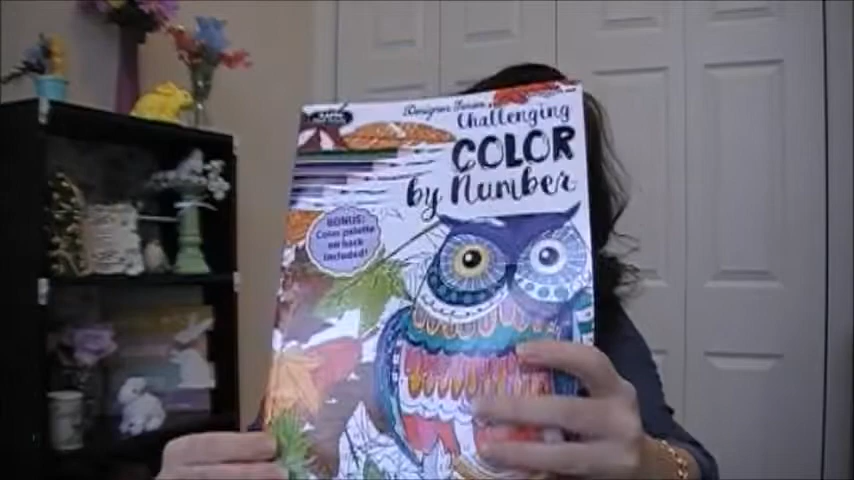 Designer Series
Challenging
COLOR
by Number
BONUS:
Color palette
on back
included!